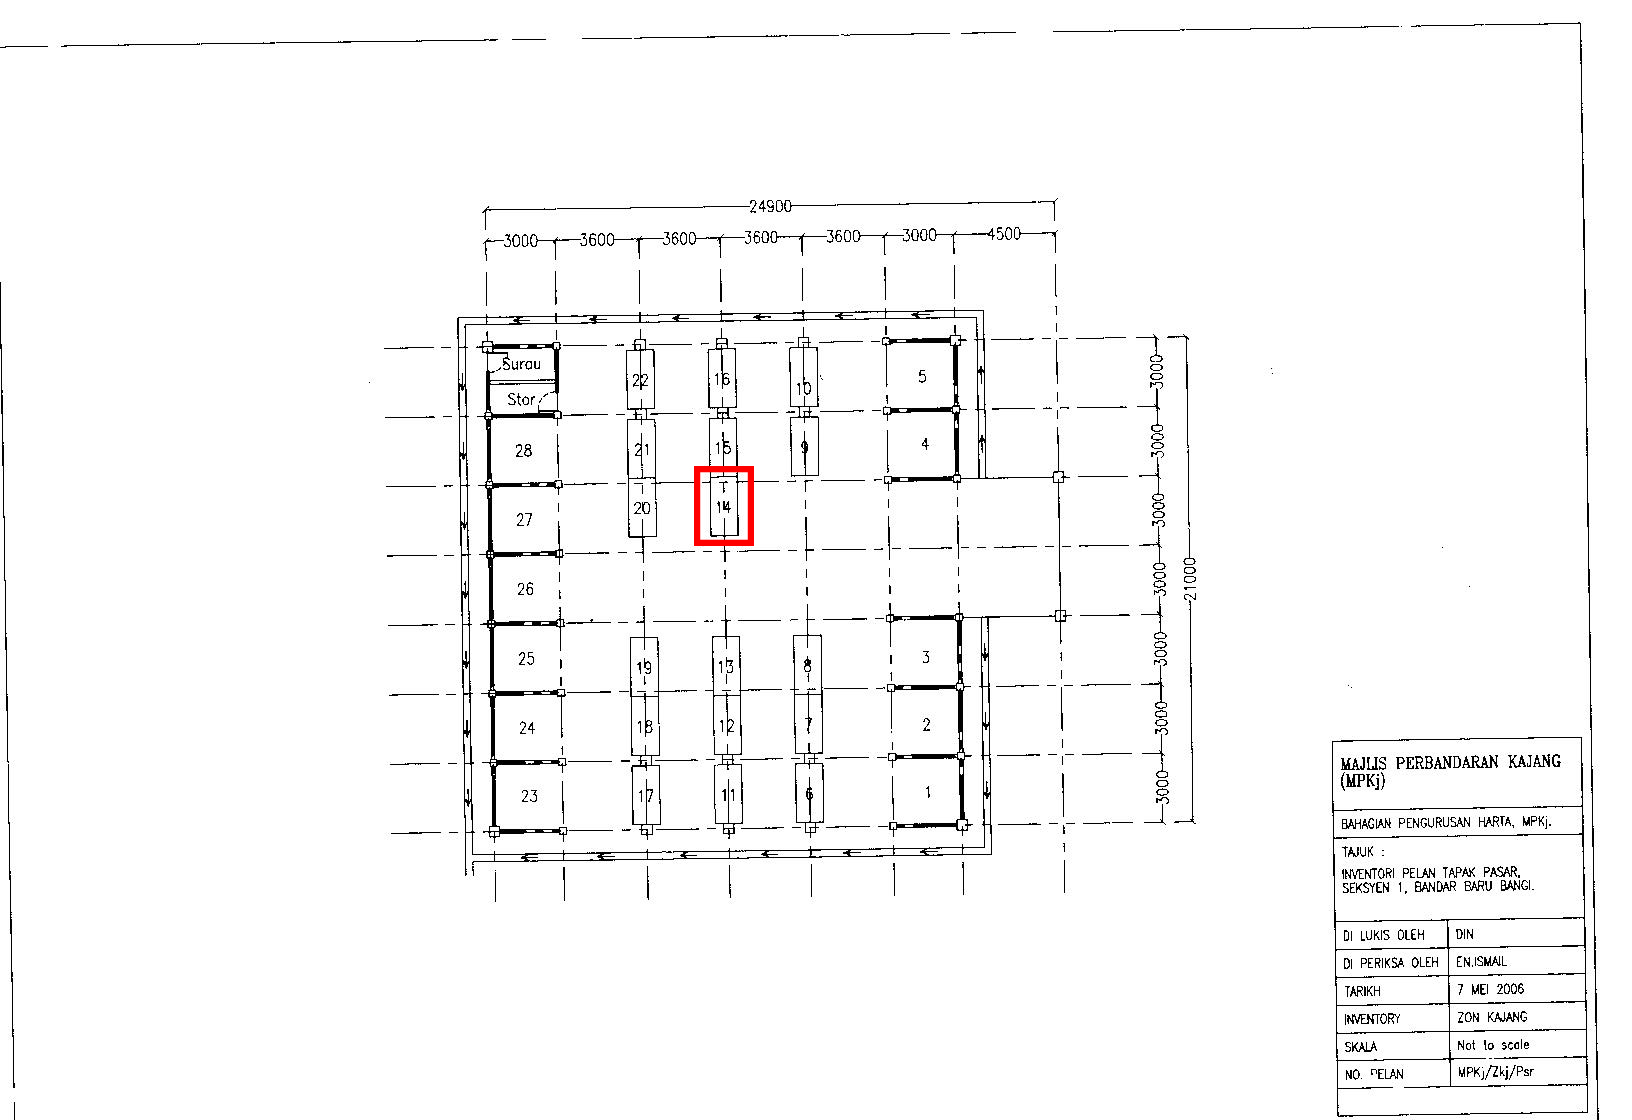 24900
3000 3600 3600 3600 3600 3000 4500
Surau
Stor
22 16 10 5
3000
28 21 15 9 4
3000
27 20 14
3000
26
3000
21000
25 19 13 8 3
3000
24 18 12 7 2
3000
23 17 11 6 1
3000
MAJLIS PERBANDARAN KAJANG
(MPKj)
BAHAGIAN PENGURUSAN HARTA, MPKj.
TAJUK :
INVENTORI PELAN TAPAK PASAR,
SEKSYEN 1, BANDAR BARU BANGI.
DI LUKIS OLEH DIN
DI PERIKSA OLEH EN.ISMAIL
TARIKH 7 MEI 2006
INVENTORY ZON KAJANG
SKALA Not to scale
NO. PELAN MPKj/Zkj/Psr